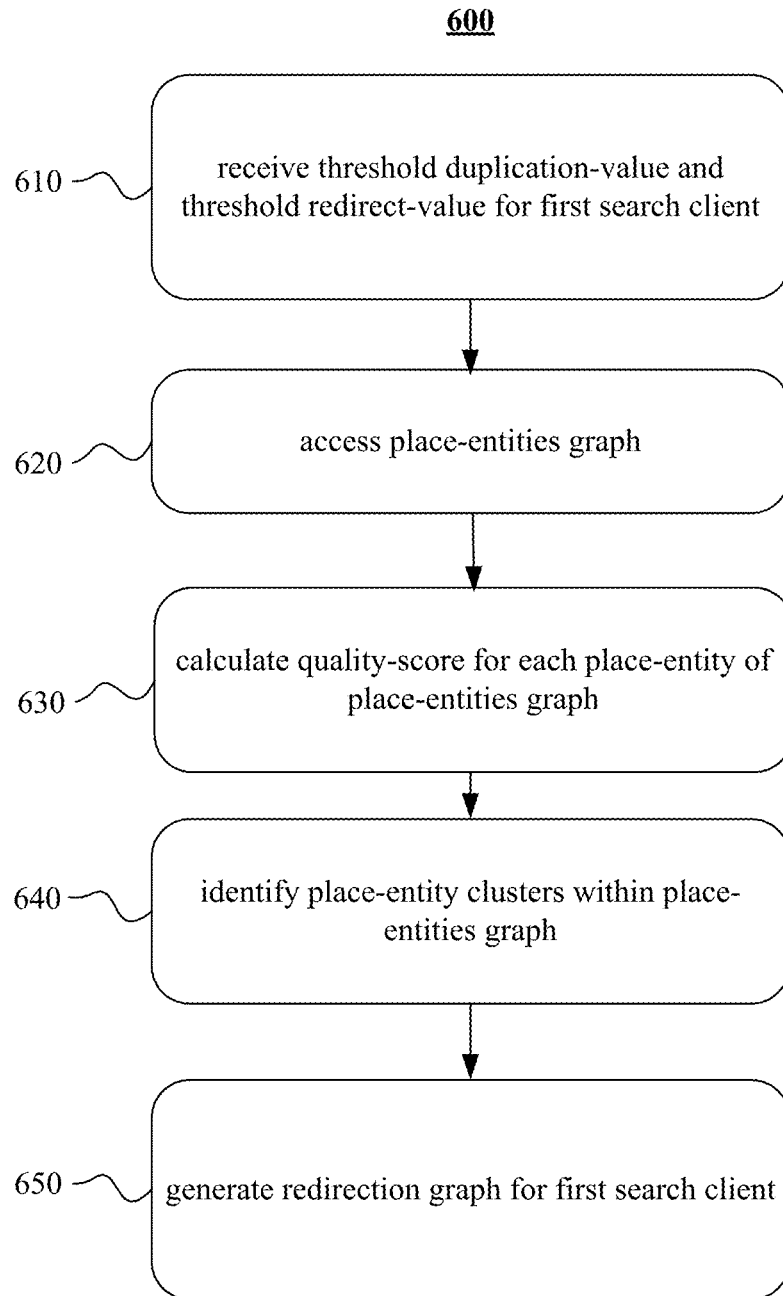 600
610
receive threshold duplication-value and
threshold redirect-value for first search client
620
access place-entities graph
630
calculate quality-score for each place-entity of
place-entities graph
640
identify place-entity clusters within place-
entities graph
650
generate redirection graph for first search client